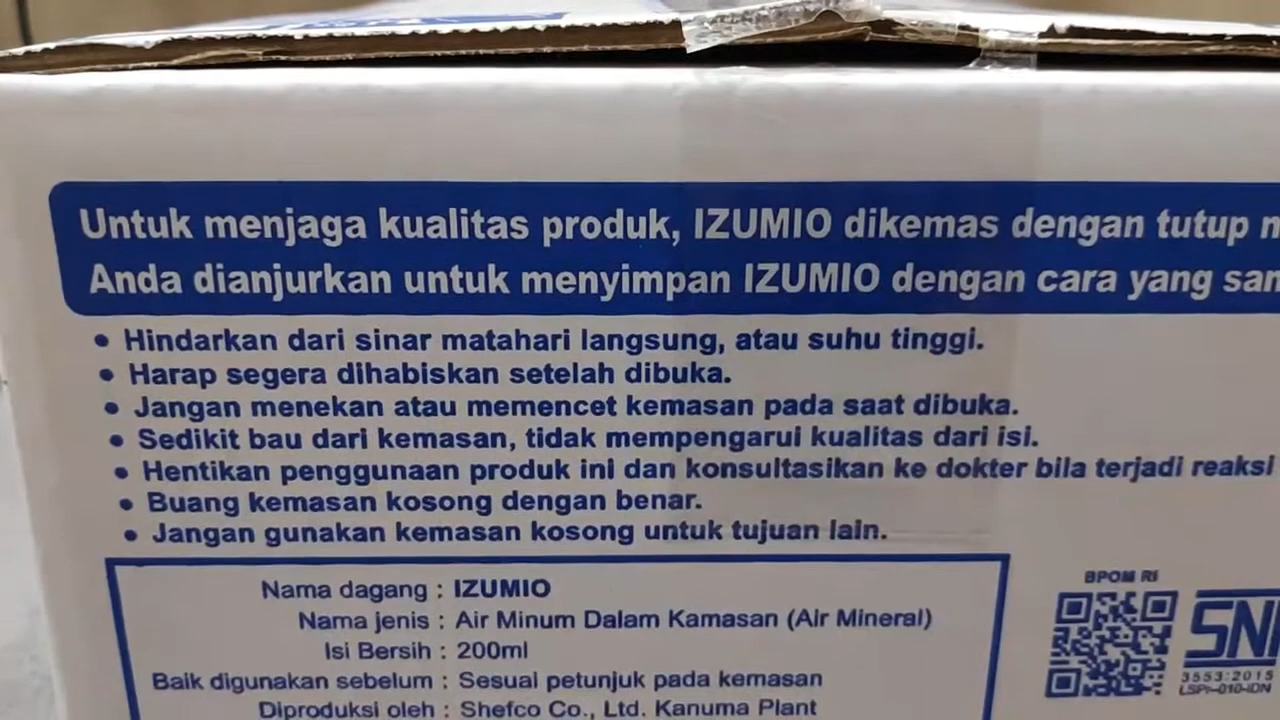 Untuk menjaga kualitas produk, IZUMIO dikemas dengan tutup
Anda dianjurkan untuk menyimpan IZUMIO dengan cara yang
• Hindarkan dari sinar matahari langsung, atau suhu tinggi.
• Harap segera dihabiskan setelah dibuka.
• Jangan menekan atau memencet kemasan pada saat dibuka.
• Sedikit bau dari kemasan, tidak mempengarui kualitas dari isi.
• Hentikan penggunaan produk ini dan konsultasikan ke dokter bila terjadi reaksi
• Buang kemasan kosong dengan benar.
• Jangan gunakan kemasan kosong untuk tujuan lain.
Nama dagang : IZUMIO
Nama jenis : Air Minum Dalam Kamasan (Air Mineral)
Isi Bersih : 200ml
Baik digunakan sebelum : Sesuai petunjuk pada kemasan
Diproduksi oleh : Shefco Co., Ltd. Kanuma Plant
BPOM RI
SNI
3553:2015
LSPr-010-IDN